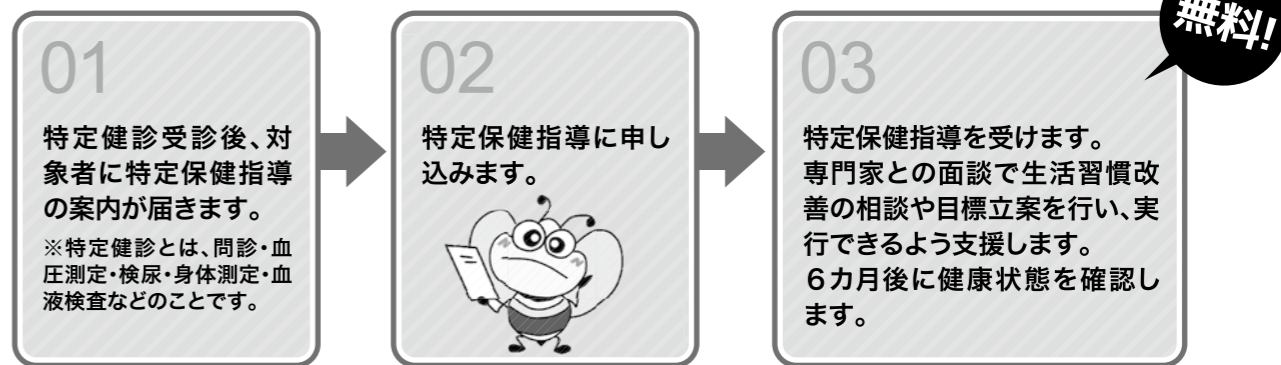 01
特定健診受診後、対
象者に特定保健指導
の案内が届きます。
※特定健診とは、問診・血
圧測定・検尿・身体測定・血
液検査などのことです。
02
特定保健指導に申し
込みます。
無料!
03
特定保健指導を受けます。
専門家との面談で生活習慣改
善の相談や目標立案を行い、実
行できるよう支援します。
６カ月後に健康状態を確認し
ます。